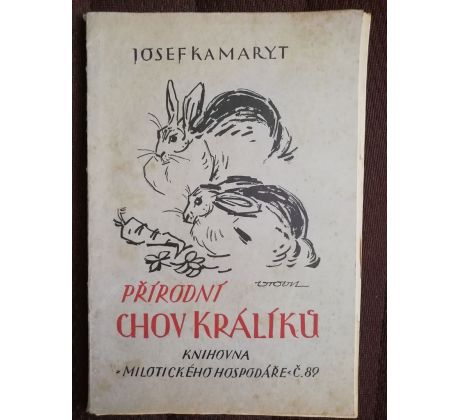 JOSEF KAMARYT
PŘÍRODNÍ
CHOV KRÁLÍKŮ
KNIHOVNA
„MILOTICKÉHO HOSPODÁŘE“ Č. 89